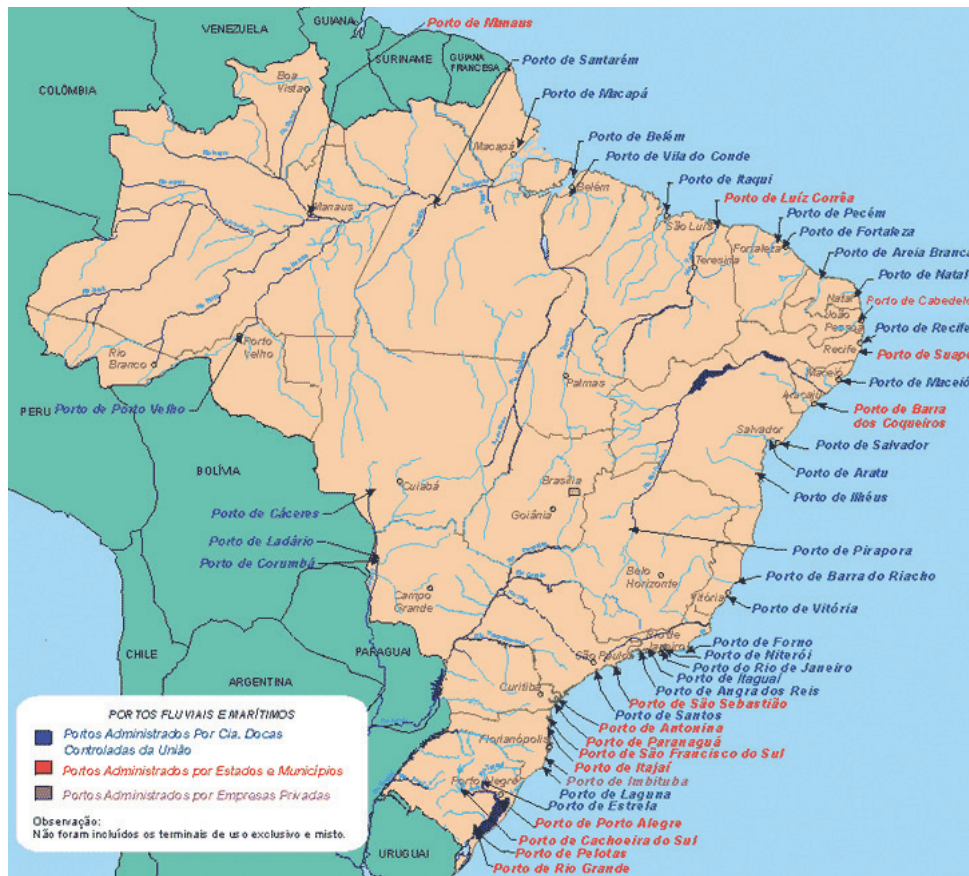 Porto de Manaus
GUIANA
VENEZUELA
SURINAME
GUIANA
FRANCESA
Porto de Santarém
COLÔMBIA
Boa
Vista
Porto de Macapá
Macapá
Porto de Belém
Porto de Vila do Conde
Belém
Porto de Itaqui
Manaus
São Luís
Porto de Luíz Corrêa
Porto de Pecém
Fortaleza
Porto de Fortaleza
Teresina
Porto de Areia Branca
Porto de Natal
Natal
Porto de Cabedelo
João
Pessoa
Porto de Recife
Porto
Velho
Recife
Porto de Suape
Rio
Branco
Palmas
Maceió
Porto de Maceió
Aracaju
PERU
Porto de Pôrto Velho
Porto de Barra
dos Coqueiros
Salvador
Porto de Salvador
BOLÍVIA
Porto de Aratu
Cuiabá
Brasília
Porto de Ilhéus
Porto de Cáceres
Goiânia
Porto de Ladário
Porto de Pirapora
Porto de Corumbá
Belo
Horizonte
Porto de Barra do Riacho
Campo
Grande
Vitória
Porto de Vitória
CHILE
PARAGUAI
Rio de
Janeiro
Porto de Forno
Porto de Niterói
São Paulo
Porto do Rio de Janeiro
Porto de Itaguaí
ARGENTINA
Curitiba
Porto de Angra dos Reis
Porto de São Sebastião
Porto de Santos
Porto de Antonina
Porto de Paranaguá
Florianópolis
Porto de São Francisco do Sul
Porto de Itajaí
Porto de Imbituba
Porto Alegre
Porto de Laguna
Porto de Estrela
Porto de Porto Alegre
Porto de Cachoeira do Sul
URUGUAI
Porto de Pelotas
Porto de Rio Grande
PORTOS FLUVIAIS E MARÍTIMOS
Portos Administrados Por Cia. Docas
Controladas da União
Portos Administrados por Estados e Municípios
Portos Administrados por Empresas Privadas
Observação:
Não foram incluídos os terminais de uso exclusivo e misto.